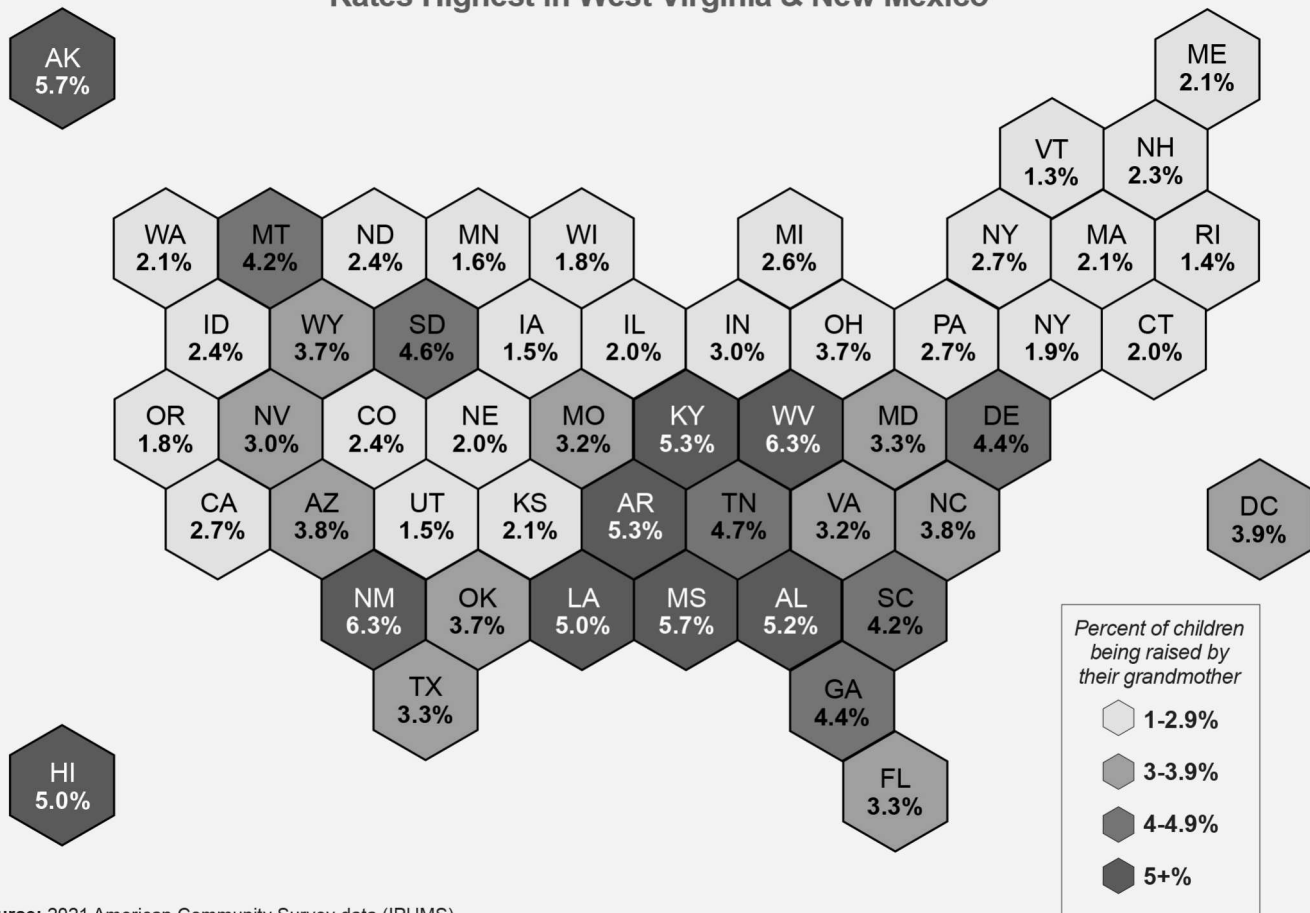 Rates Highest in West Virginia & New Mexico
AK
5.7%
ME
2.1%
VT
1.3%
NH
2.3%
WA
2.1%
MT
4.2%
ND
2.4%
MN
1.6%
WI
1.8%
MI
2.6%
NY
2.7%
MA
2.1%
RI
1.4%
ID
2.4%
WY
3.7%
SD
4.6%
IA
1.5%
IL
2.0%
IN
3.0%
OH
3.7%
PA
2.7%
NY
1.9%
CT
2.0%
OR
1.8%
NV
3.0%
CO
2.4%
NE
2.0%
MO
3.2%
KY
5.3%
WV
6.3%
MD
3.3%
DE
4.4%
CA
2.7%
AZ
3.8%
UT
1.5%
KS
2.1%
AR
5.3%
TN
4.7%
VA
3.2%
NC
3.8%
DC
3.9%
NM
6.3%
OK
3.7%
LA
5.0%
MS
5.7%
AL
5.2%
SC
4.2%
TX
3.3%
GA
4.4%
HI
5.0%
FL
3.3%
Percent of children
being raised by
their grandmother
1-2.9%
3-3.9%
4-4.9%
5+%
2021 American Community Survey data (IPUMS)